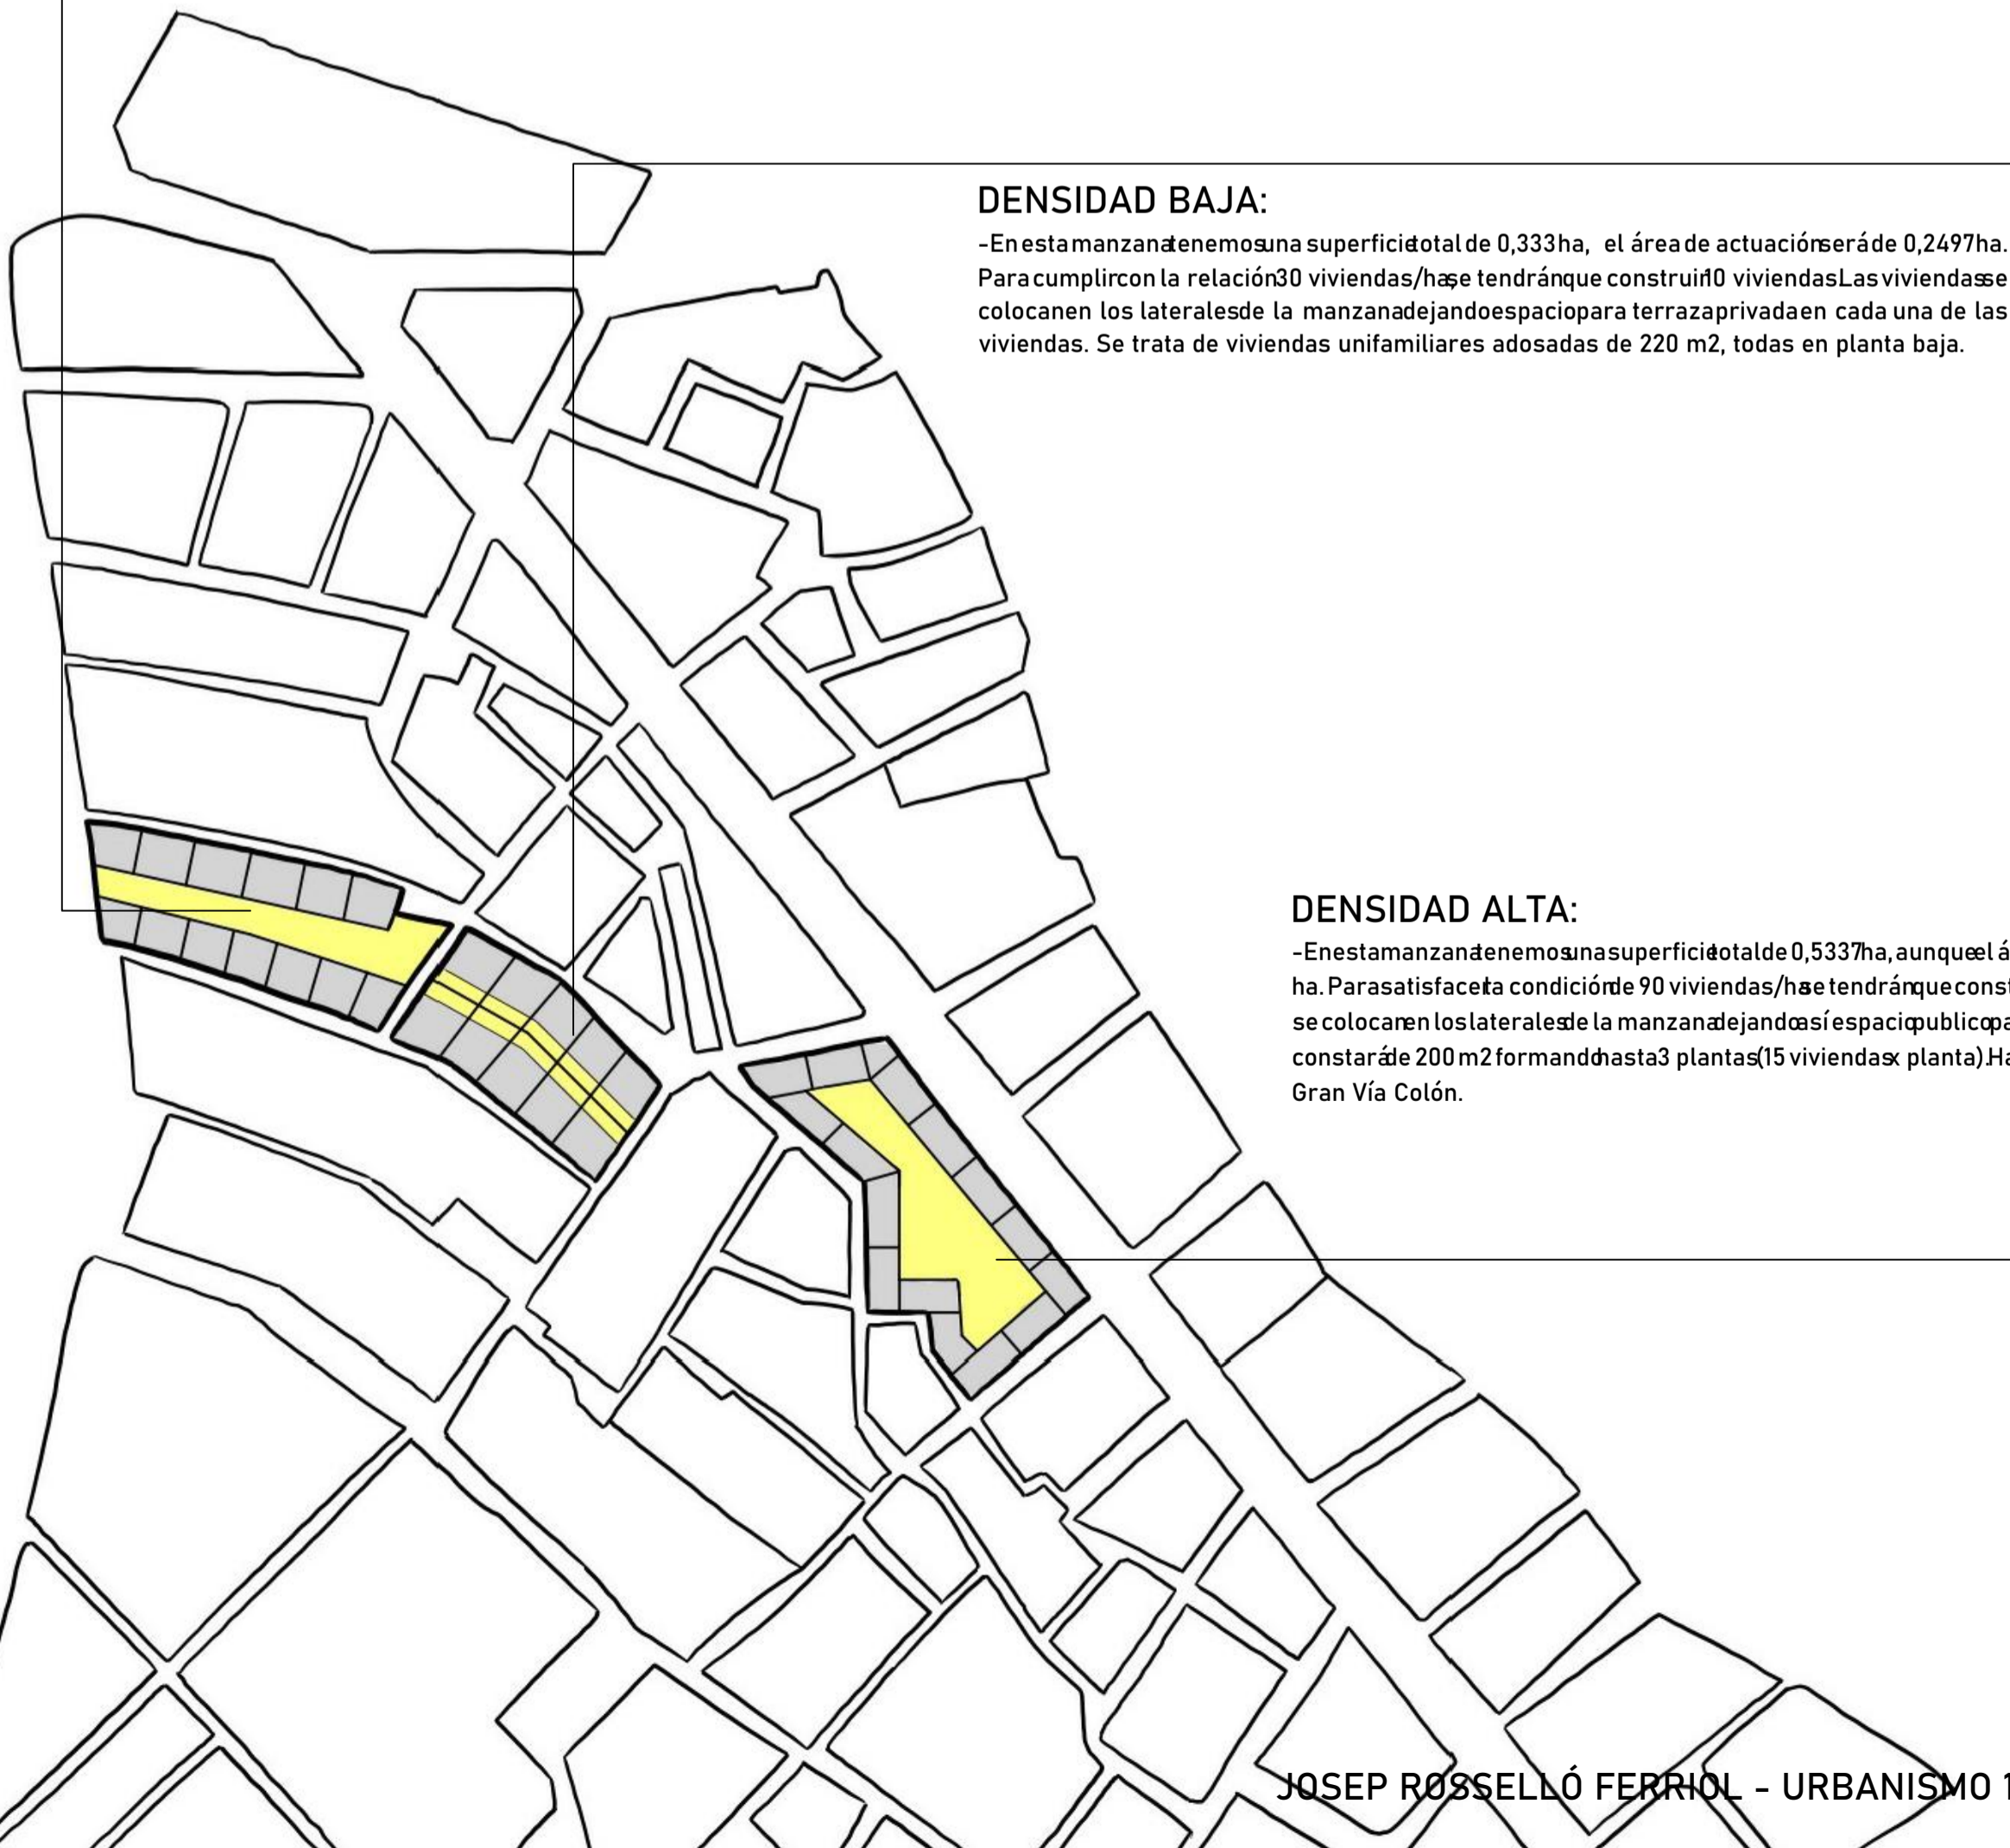 DENSIDAD BAJA:
-En esta manzana tenemos una superficie total de 0,333ha, el área de actuación será de 0,2497ha.
Para cumplir con la relación 30 viviendas/ha, se tendrán que construir 10 viviendas. Las viviendas se
colocan en los laterales de la manzana dejando espacio para terraza privada en cada una de las
viviendas. Se trata de viviendas unifamiliares adosadas de 220 m2, todas en planta baja.
DENSIDAD ALTA:
-En esta manzana tenemos una superficie total de 0,5337ha, aunque el á
ha. Para satisfacer la condición de 90 viviendas/ha se tendrán que const
se colocan en los laterales de la manzana dejando así espacio publico pa
constará de 200 m2 formando hasta 3 plantas (15 viviendas x planta). Ha
Gran Vía Colón.
JOSEP ROSSELLÓ FERRIOL - URBANISMO 1